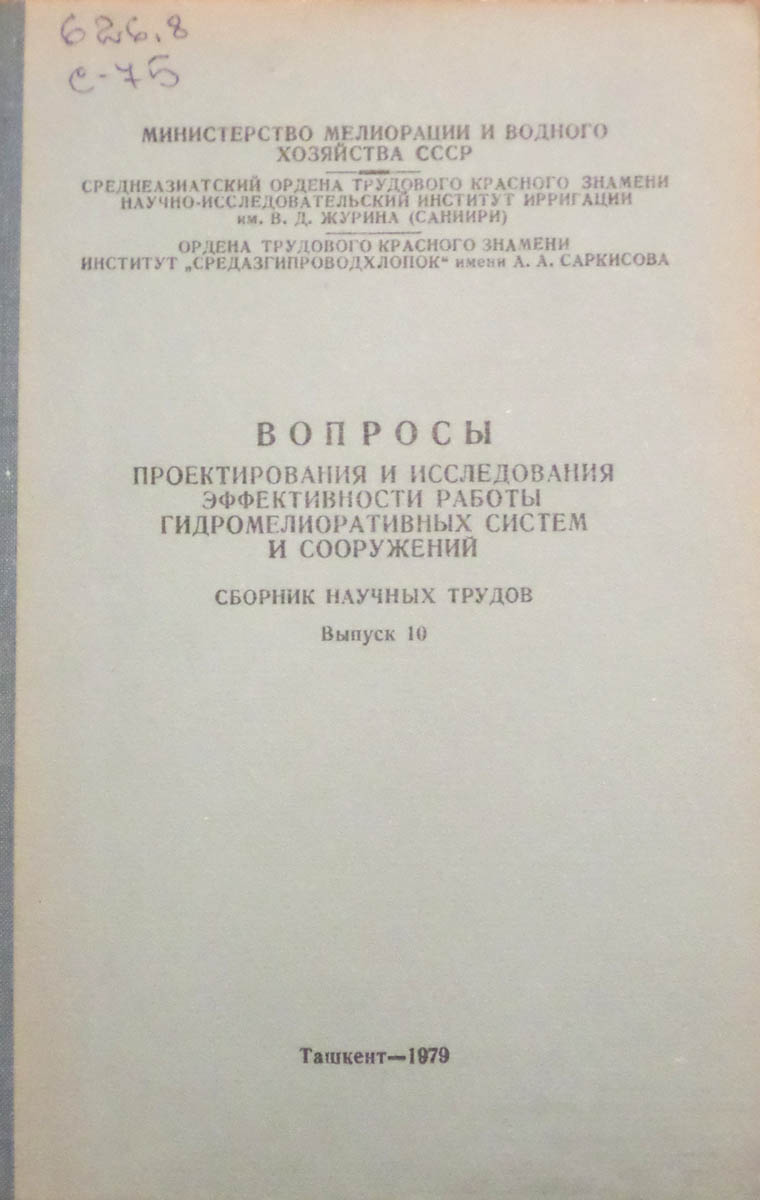 626.8
с-75
МИНИСТЕРСТВО МЕЛИОРАЦИИ И ВОДНОГО
ХОЗЯЙСТВА СССР
СРЕДНЕАЗИАТСКИЙ ОРДЕНА ТРУДОВОГО КРАСНОГО ЗНАМЕНИ
НАУЧНО-ИССЛЕДОВАТЕЛЬСКИЙ ИНСТИТУТ ИРРИГАЦИИ
им. В. Д. ЖУРИНА (САНИИРИ)
ОРДЕНА ТРУДОВОГО КРАСНОГО ЗНАМЕНИ
ИНСТИТУТ „СРЕДАЗГИПРОВОДХЛОПОК“ имени А. А. САРКИСОВА
ВОПРОСЫ
ПРОЕКТИРОВАНИЯ И ИССЛЕДОВАНИЯ
ЭФФЕКТИВНОСТИ РАБОТЫ
ГИДРОМЕЛИОРАТИВНЫХ СИСТЕМ
И СООРУЖЕНИЙ
СБОРНИК НАУЧНЫХ ТРУДОВ
Выпуск 10
Ташкент—1979